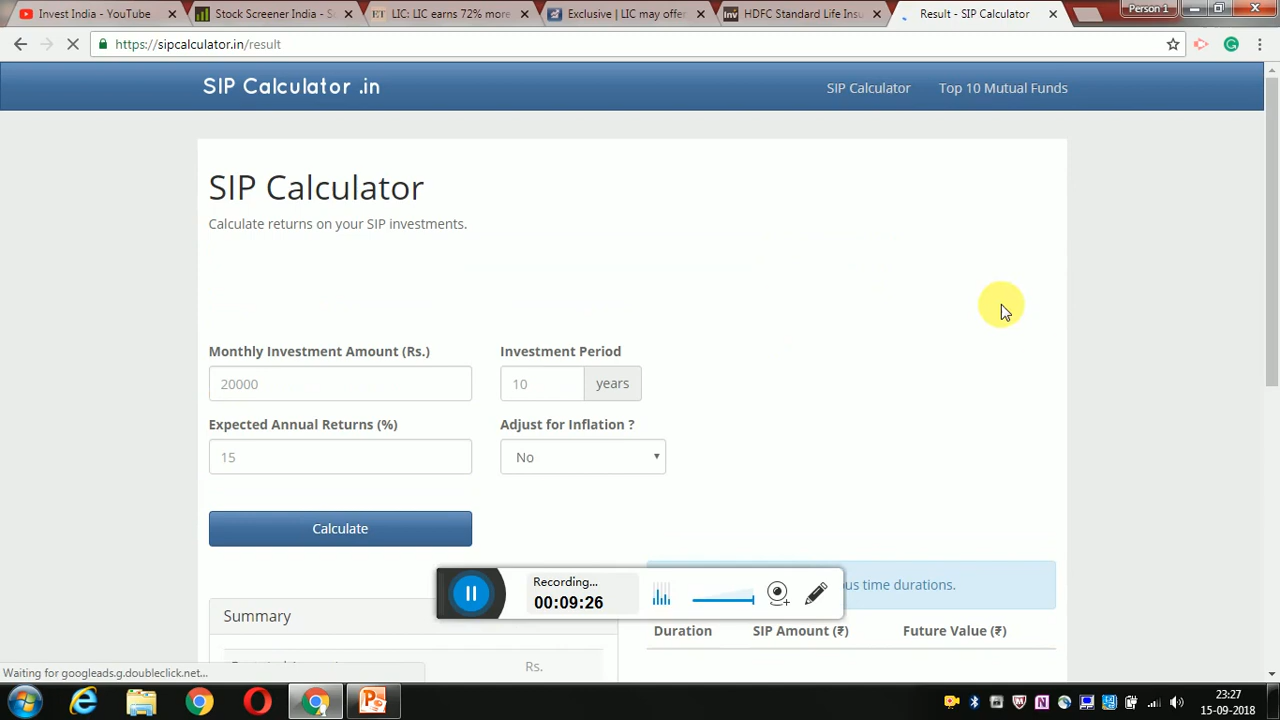 Invest India - YouTube
Stock Screener India - S
ET LIC: LIC earns 72% more
Exclusive | LIC may offer
Inv HDFC Standard Life Insu
Result - SIP Calculator
Person 1
https://sipcalculator.in/result
SIP Calculator .in
SIP Calculator
Top 10 Mutual Funds
SIP Calculator
Calculate returns on your SIP investments.
Monthly Investment Amount (Rs.)
Investment Period
20000
10 years
Expected Annual Returns (%)
Adjust for Inflation ?
15
No
Calculate
Recording...
00:09:26
time durations.
Summary
Duration SIP Amount (₹) Future Value (₹)
Rs.
Waiting for googleads.g.doubleclick.net...
23:27
15-09-2018